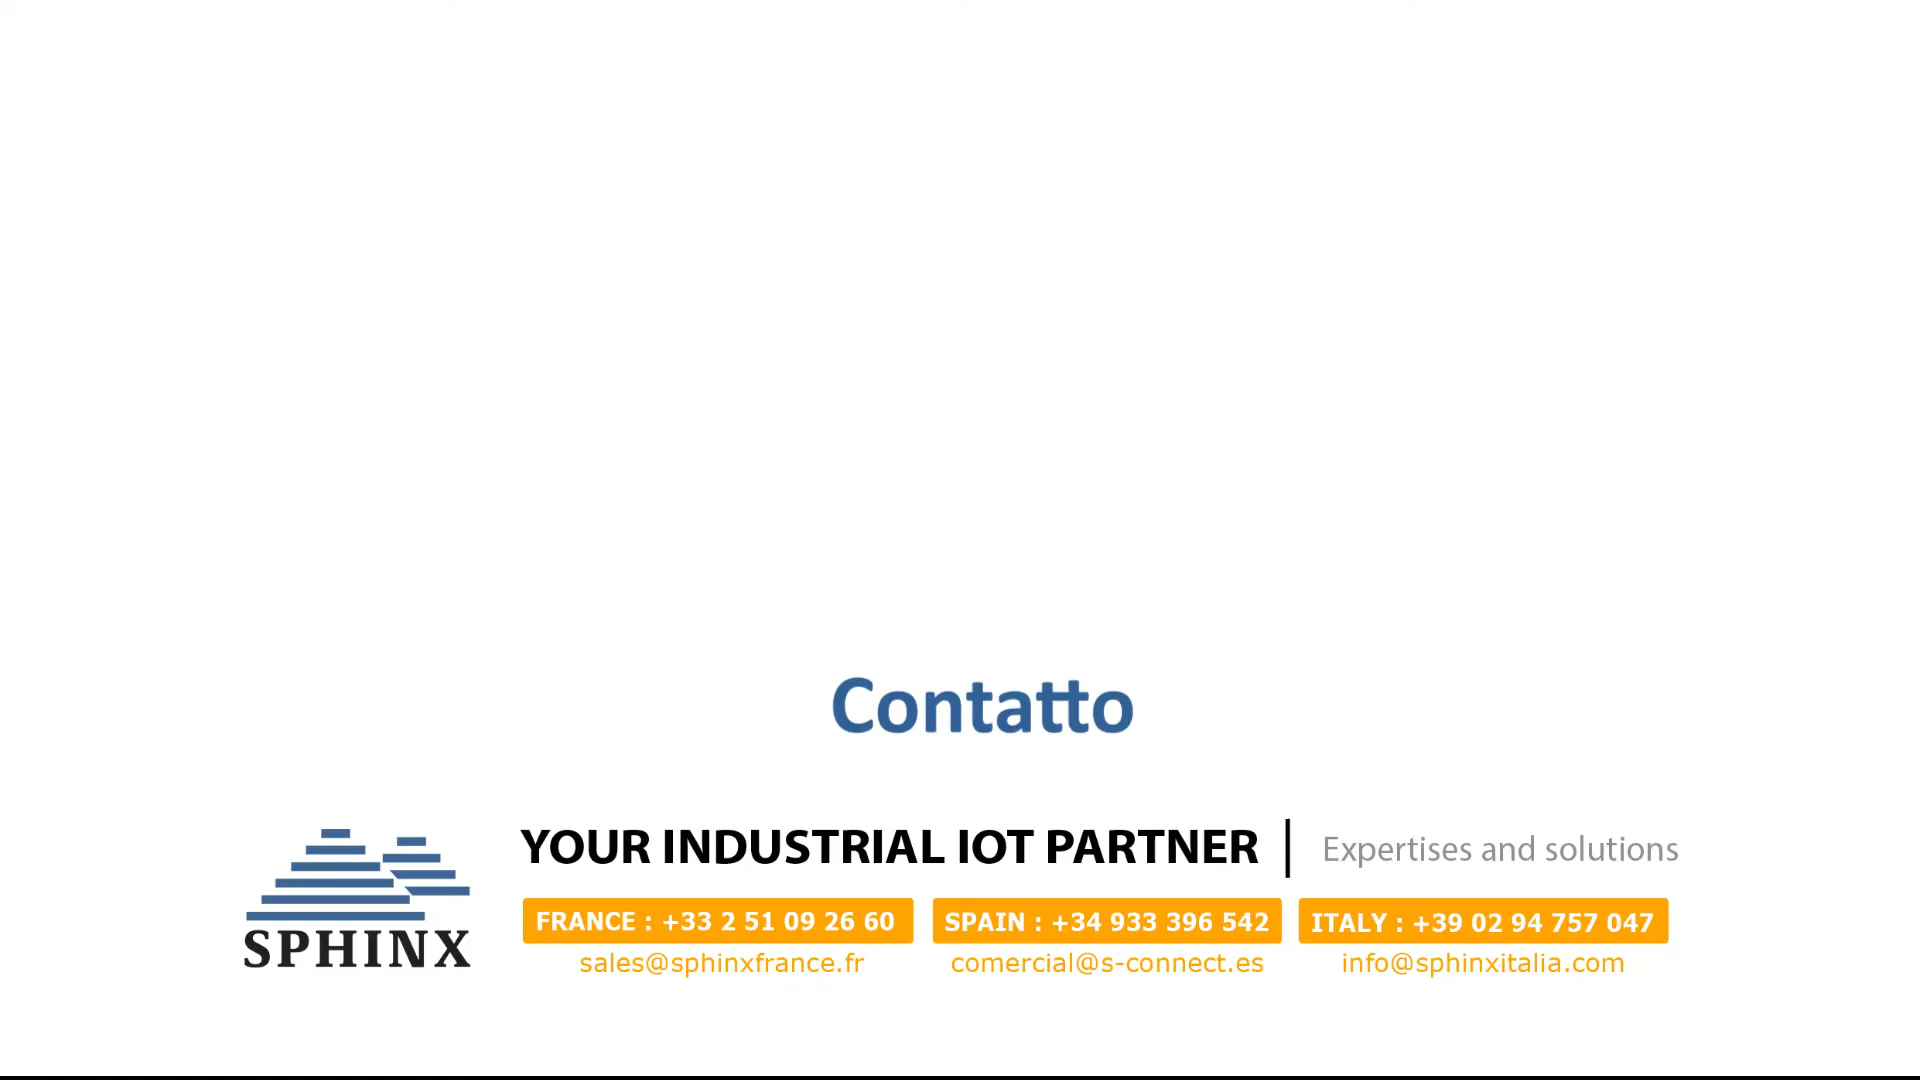 Contatto
YOUR INDUSTRIAL IOT PARTNER | Expertises and solutions
SPHINX
FRANCE : +33 2 51 09 26 60
sales@sphinxfrance.fr
SPAIN : +34 933 396 542
comercial@s-connect.es
ITALY : +39 02 94 757 047
info@sphinxitalia.com